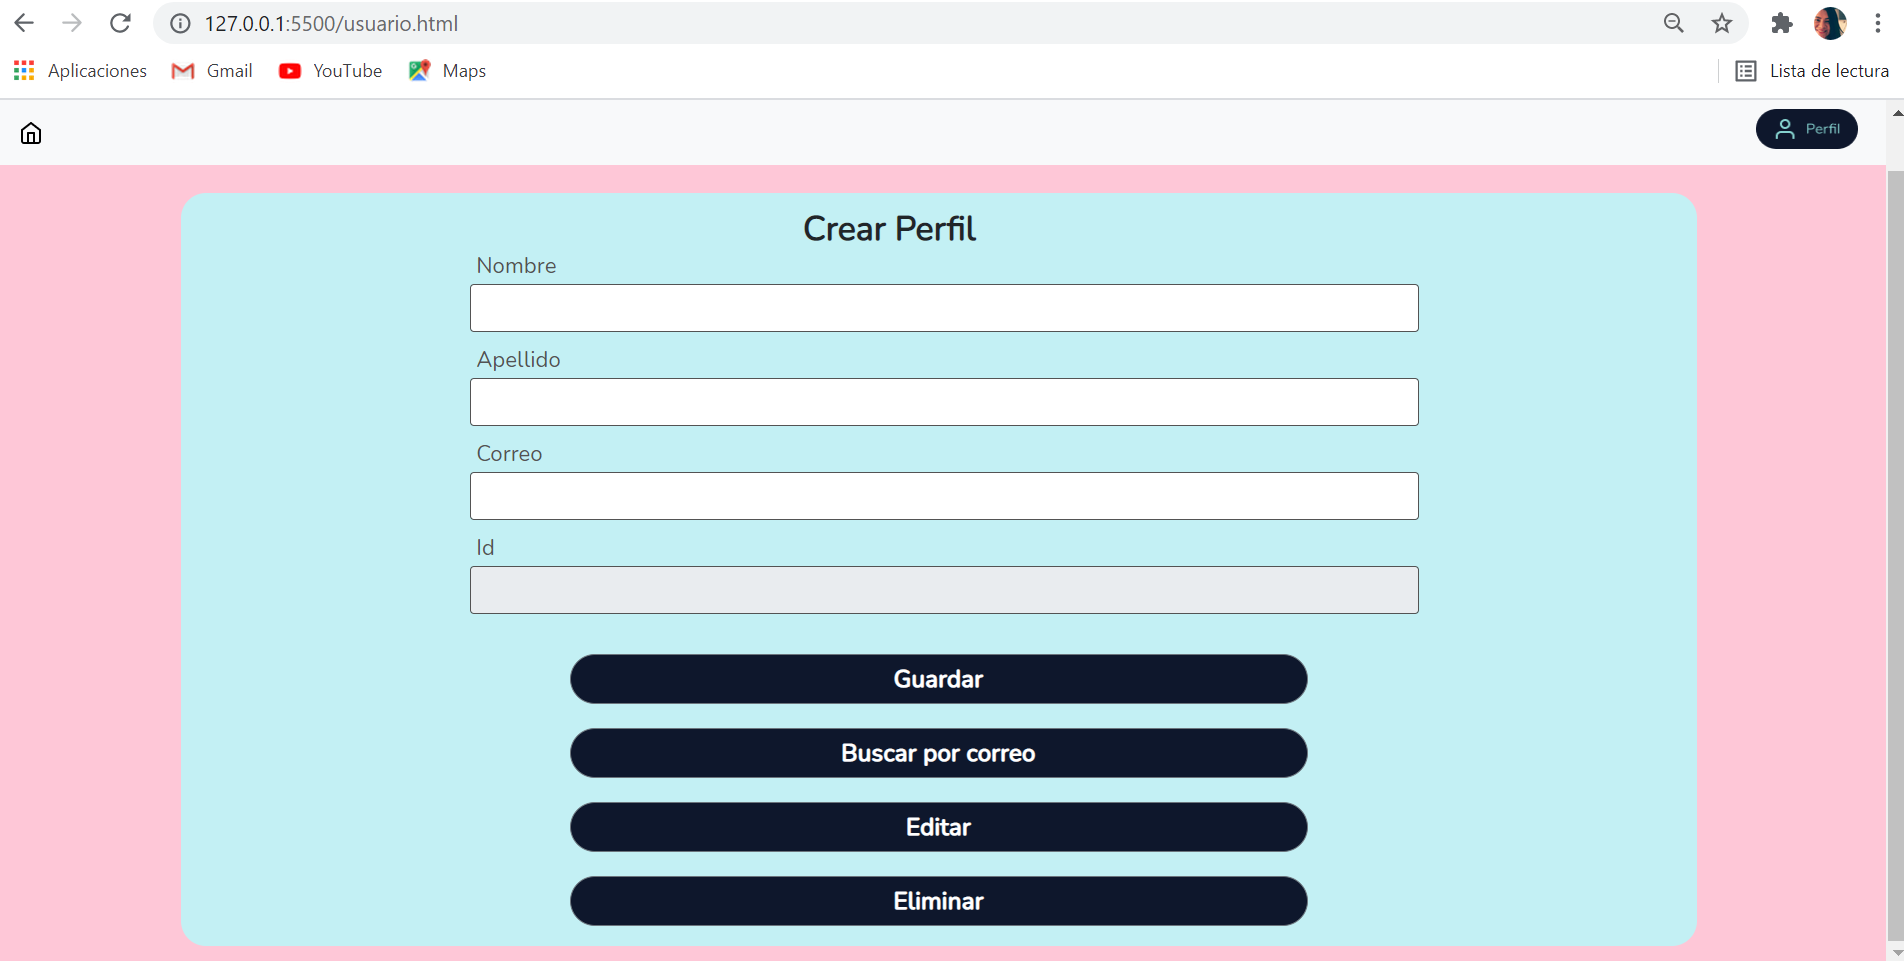 127.0.0.1:5500/usuario.html
Aplicaciones Gmail YouTube Maps Lista de lectura
Perfil
Crear Perfil
Nombre
Apellido
Correo
Id
Guardar
Buscar por correo
Editar
Eliminar